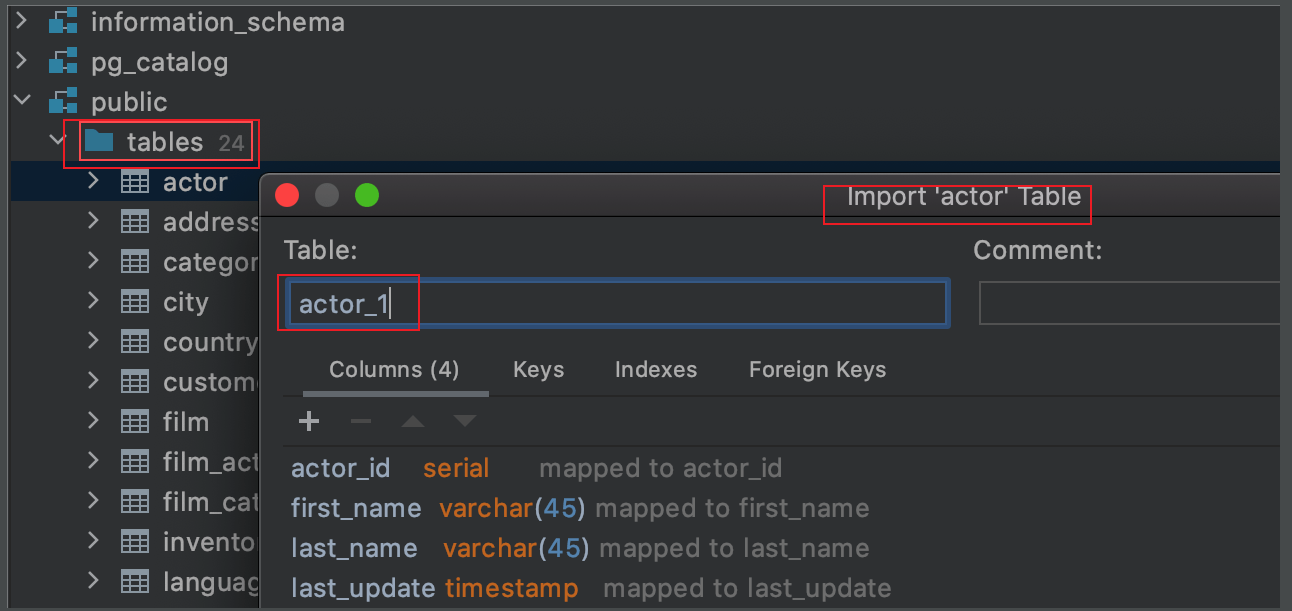 information_schema
pg_catalog
public
tables 24
actor
Import 'actor' Table
address
Table:
Comment:
categor
actor_1
city
country
Columns (4) Keys Indexes Foreign Keys
custome
film
film_act
actor_id serial mapped to actor_id
film_cat
first_name varchar(45) mapped to first_name
invento
last_name varchar(45) mapped to last_name
languag
last_update timestamp mapped to last_update